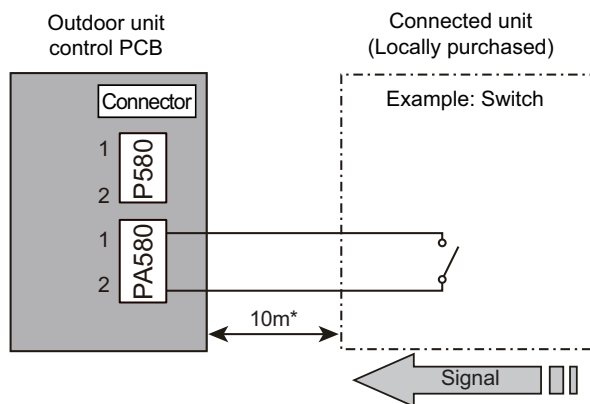 Outdoor unit
control PCB
Connected unit
(Locally purchased)
Connector
Example: Switch
1
P580
2
1
PA580
2
10m*
Signal